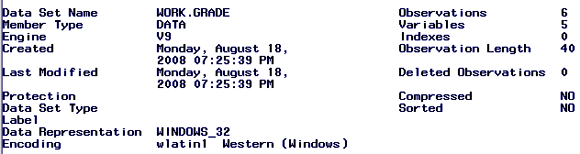 Data Set Name WORK.GRADE Observations 6
Member Type DATA Variables 5
Engine V9 Indexes 0
Created Monday, August 18, Observation Length 40
2008 07:25:39 PM
Last Modified Monday, August 18, Deleted Observations 0
2008 07:25:39 PM
Protection Compressed NO
Data Set Type Sorted NO
Label
Data Representation WINDOWS_32
Encoding wlatin1 Western (Windows)